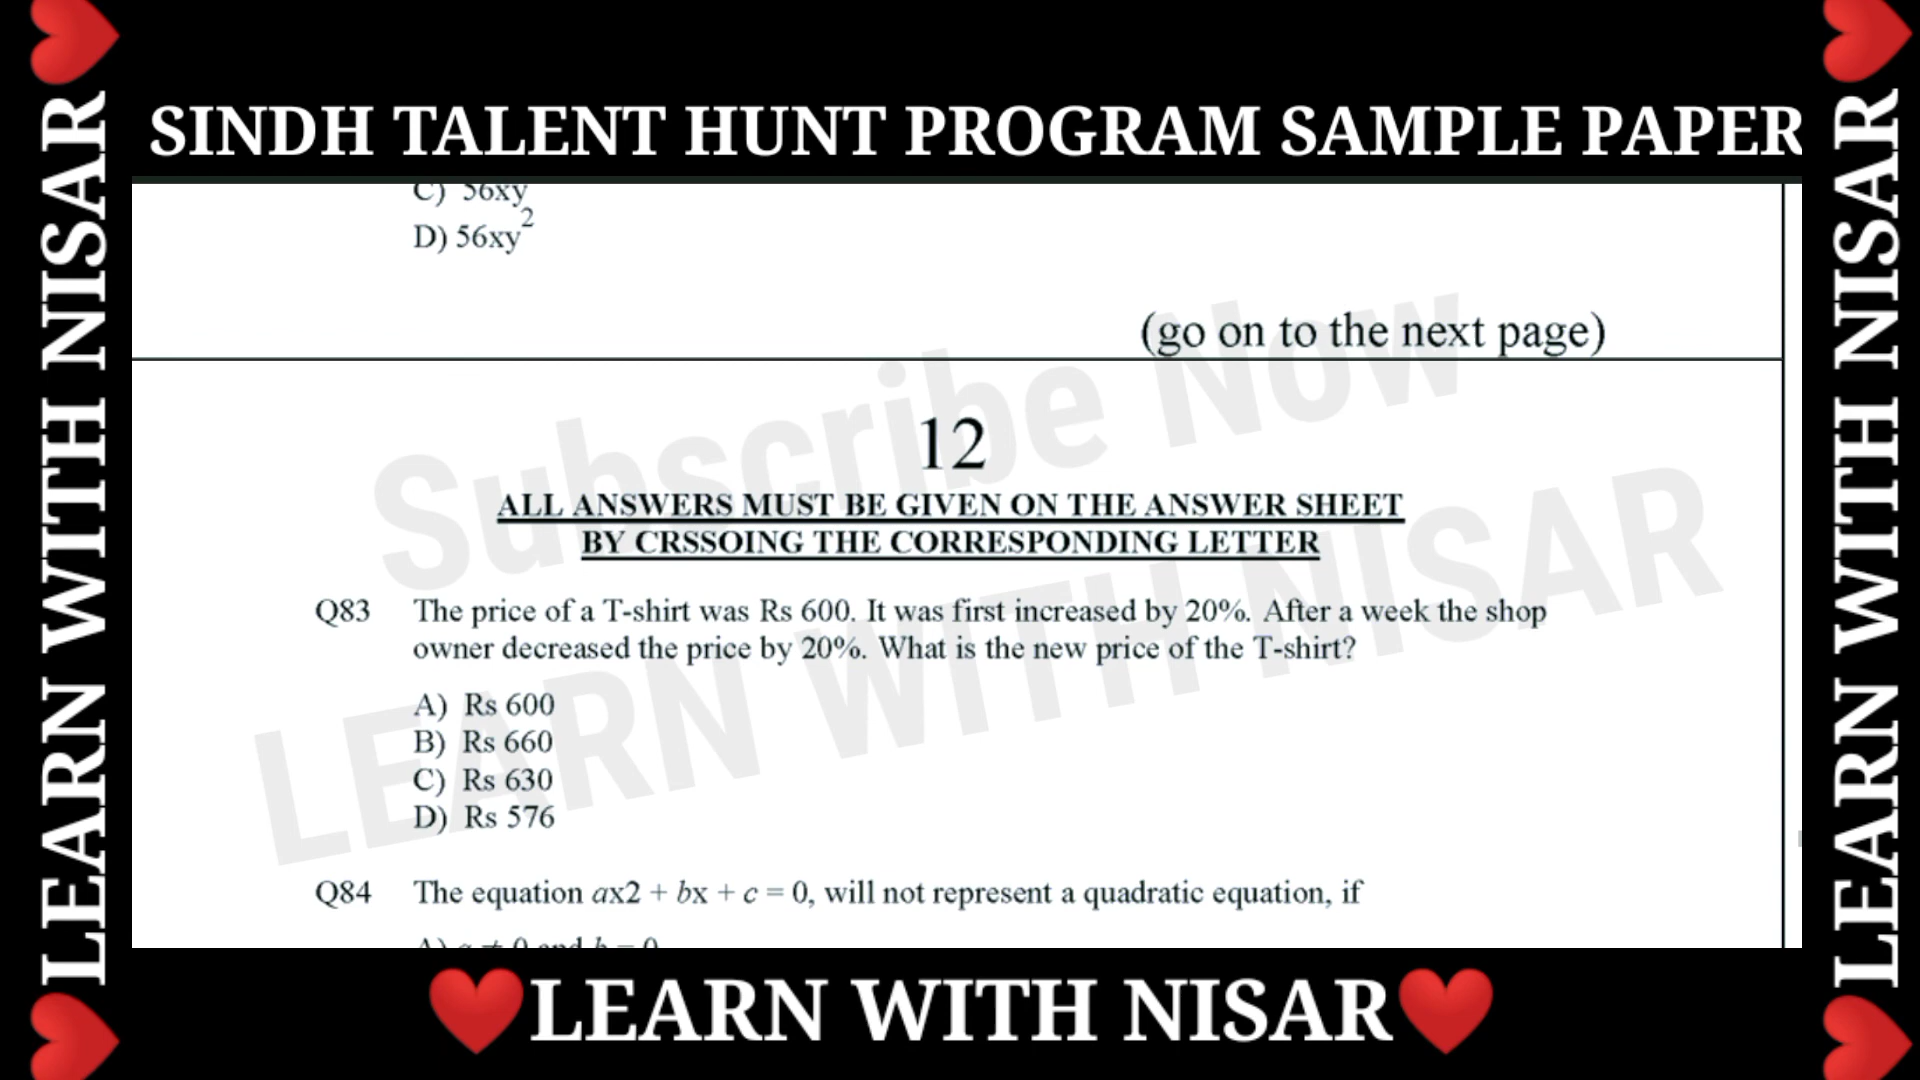 SINDH TALENT HUNT PROGRAM SAMPLE PAPER
LEARN WITH NISAR
LEARN WITH NISAR
C) 56xy
D) 56xy²
(go on to the next page)
12
ALL ANSWERS MUST BE GIVEN ON THE ANSWER SHEET
BY CRSSOING THE CORRESPONDING LETTER
Subscribe Now
LEARN WITH NISAR
Q83 The price of a T-shirt was Rs 600. It was first increased by 20%. After a week the shop
owner decreased the price by 20%. What is the new price of the T-shirt?
A) Rs 600
B) Rs 660
C) Rs 630
D) Rs 576
Q84 The equation ax2 + bx + c = 0, will not represent a quadratic equation, if
A) a ≠ 0 and b = 0
LEARN WITH NISAR